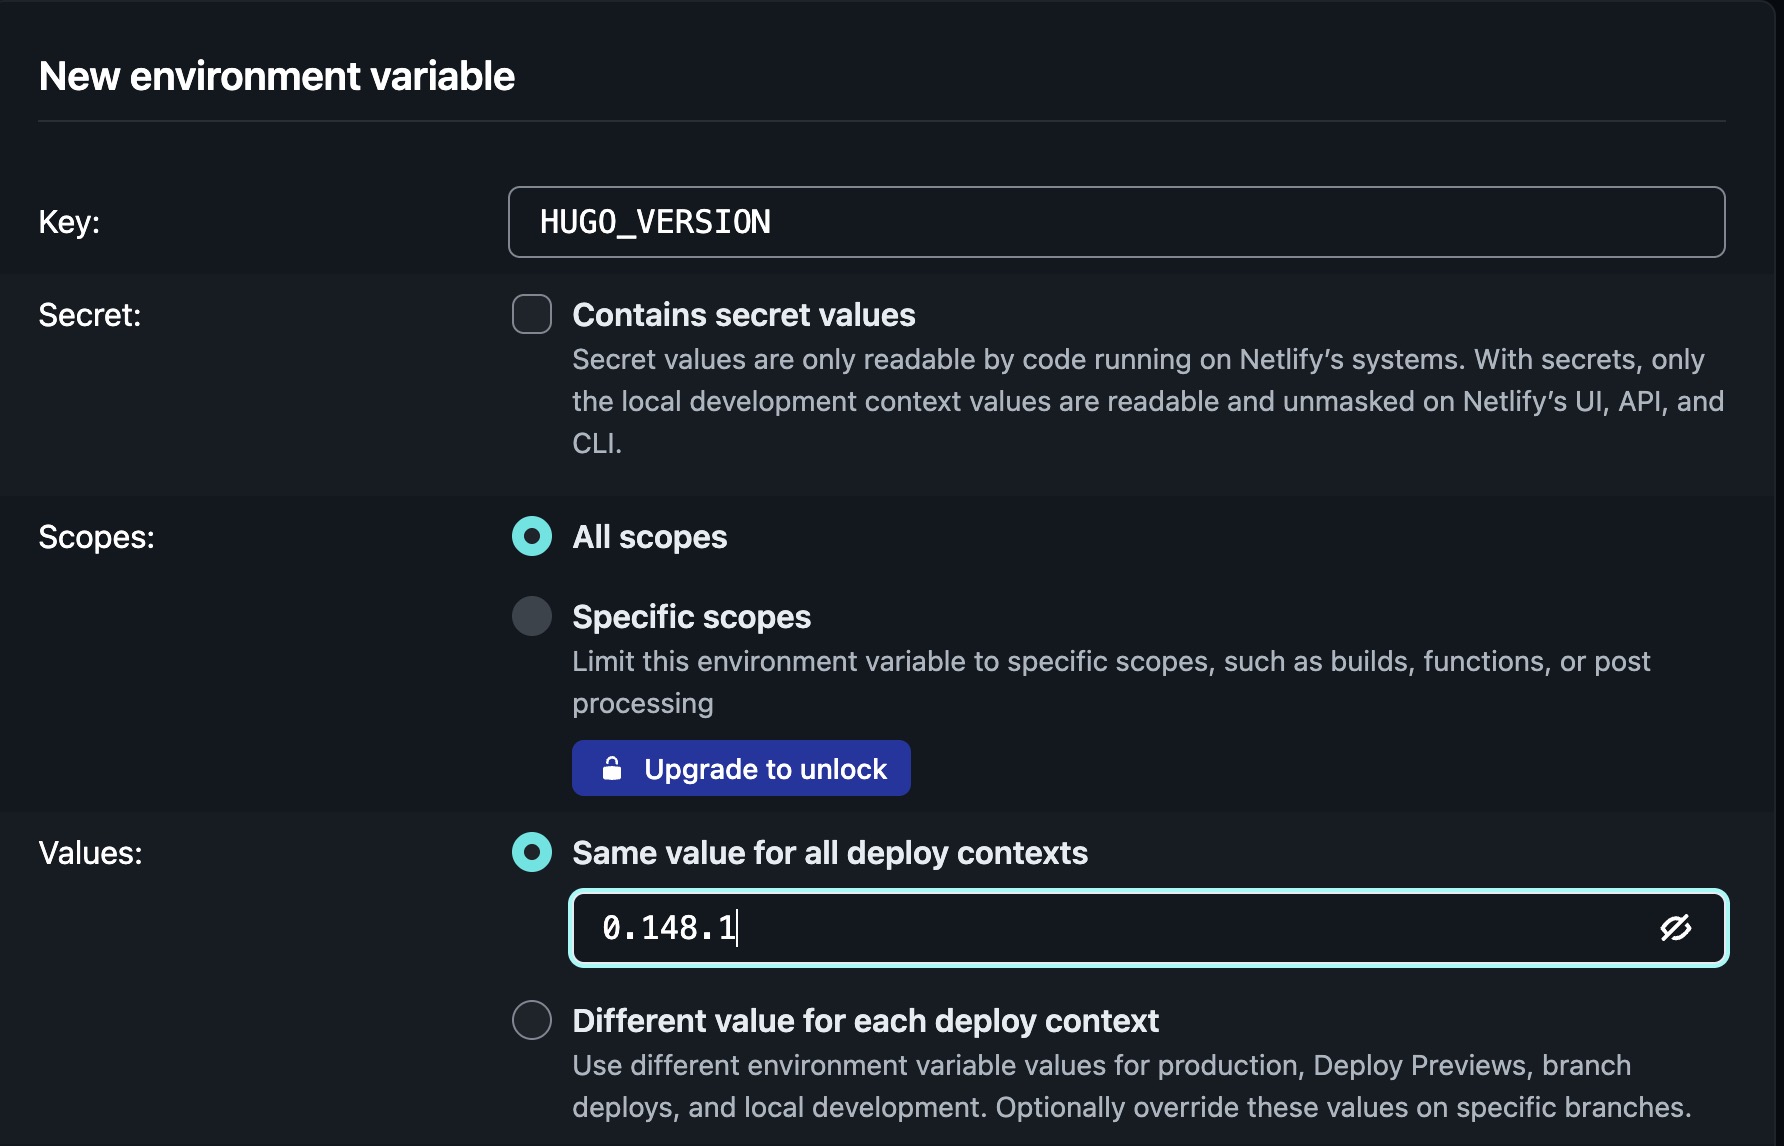 New environment variable
Key:
HUGO_VERSION
Secret:
Contains secret values
Secret values are only readable by code running on Netlify’s systems. With secrets, only
the local development context values are readable and unmasked on Netlify’s UI, API, and
CLI.
Scopes:
All scopes
Specific scopes
Limit this environment variable to specific scopes, such as builds, functions, or post
processing
Upgrade to unlock
Values:
Same value for all deploy contexts
0.148.1
Different value for each deploy context
Use different environment variable values for production, Deploy Previews, branch
deploys, and local development. Optionally override these values on specific branches.